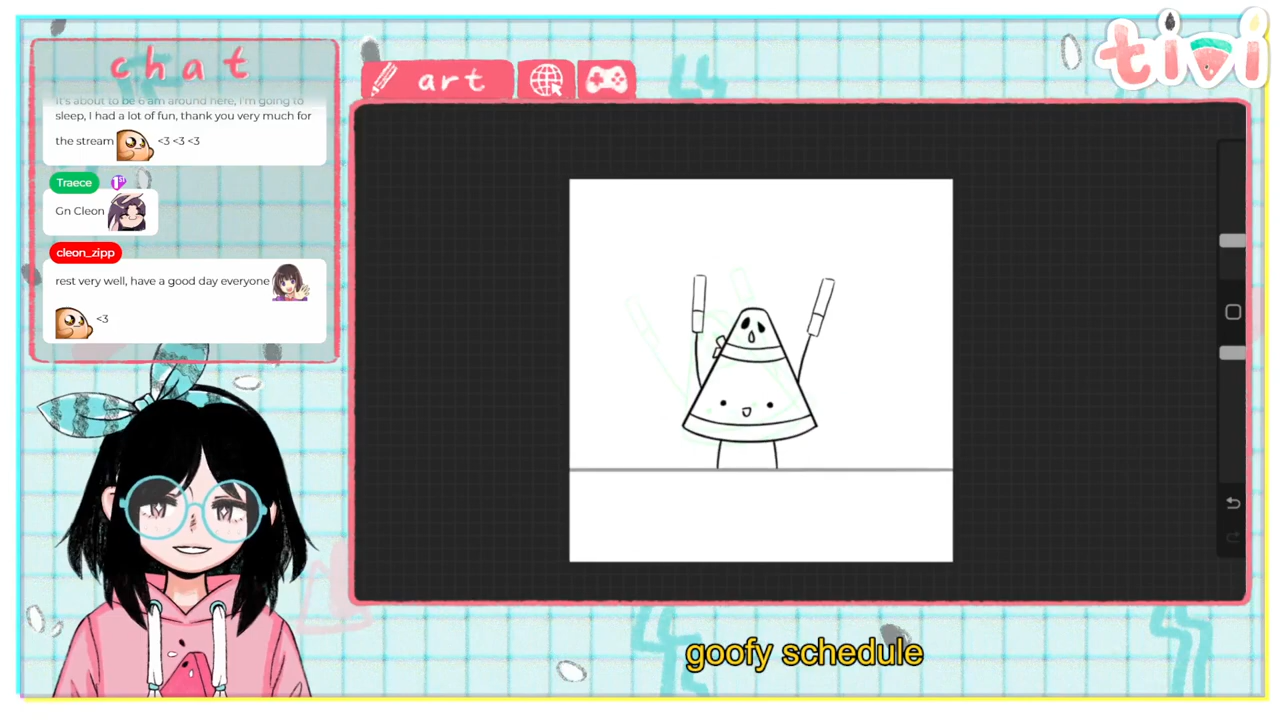 chat
It's about to be 6 am around here, I'm going to
sleep, I had a lot of fun, thank you very much for
the stream <3 <3 <3
Traece 1ST
Gn Cleon
cleon_zipp
rest very well, have a good day everyone
<3
art
tivi
goofy schedule